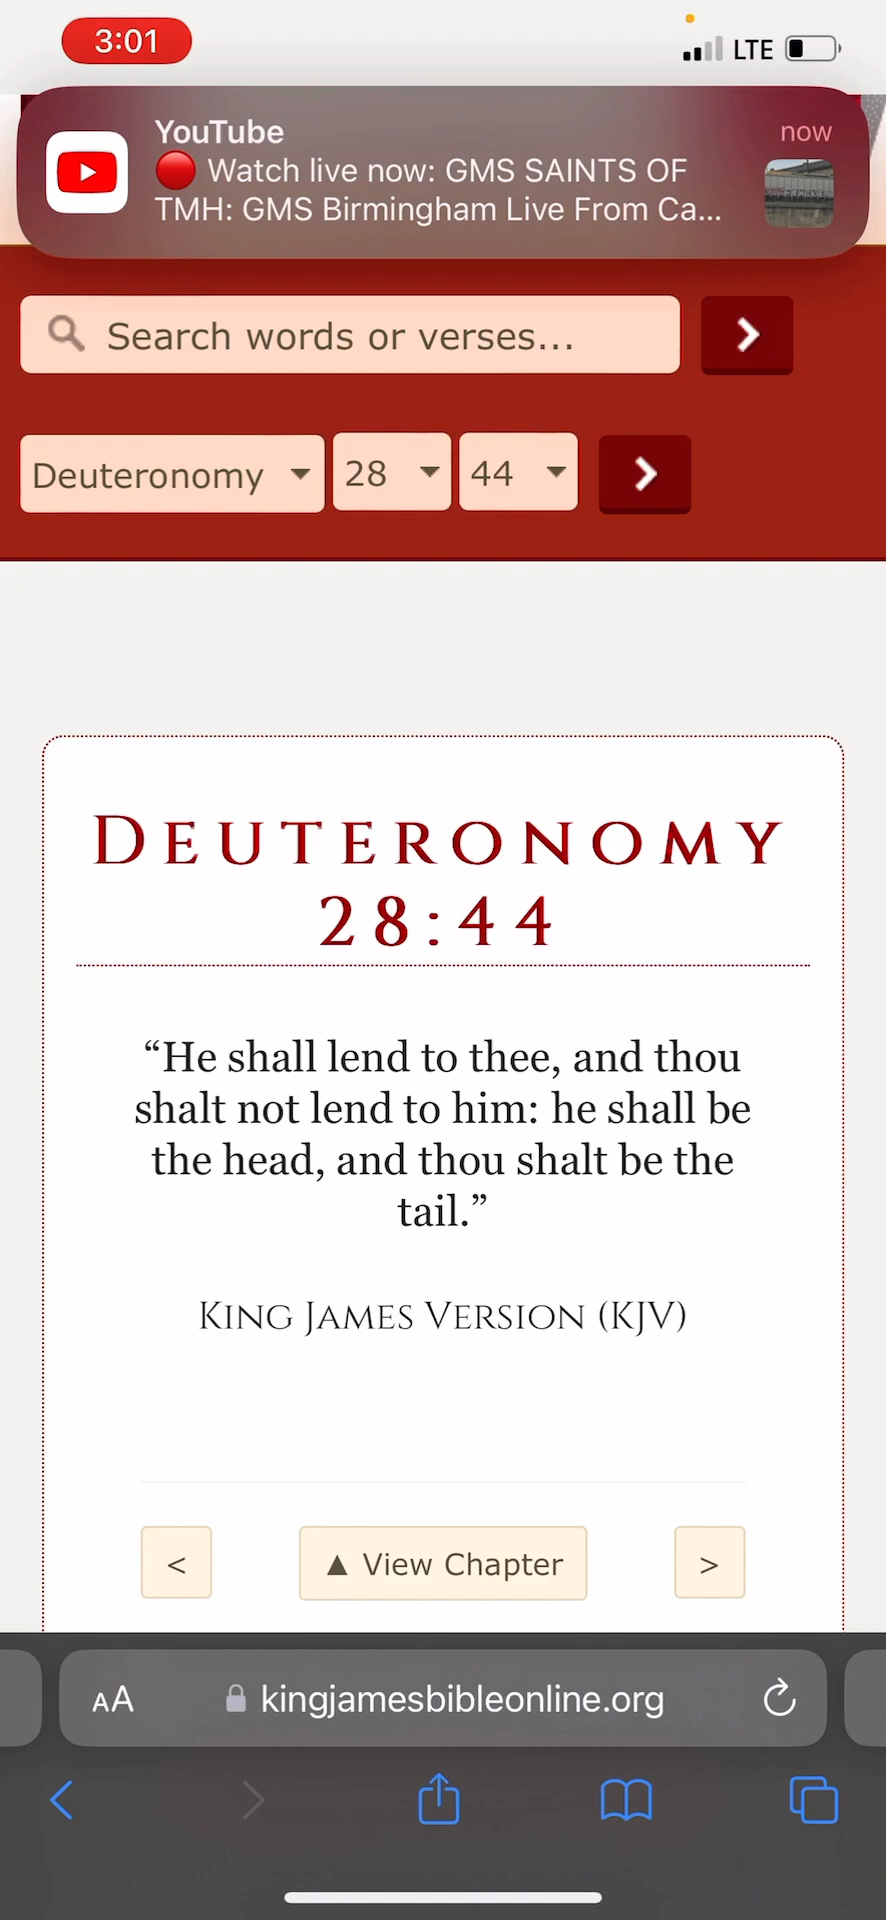 3:01
LTE
YouTube
now
🔴 Watch live now: GMS SAINTS OF
TMH: GMS Birmingham Live From Ca...
Search words or verses...
Deuteronomy 28 44
DEUTERONOMY
28:44
“He shall lend to thee, and thou
shalt not lend to him: he shall be
the head, and thou shalt be the
tail.”
KING JAMES VERSION (KJV)
< ▲ View Chapter >
AA kingjamesbibleonline.org